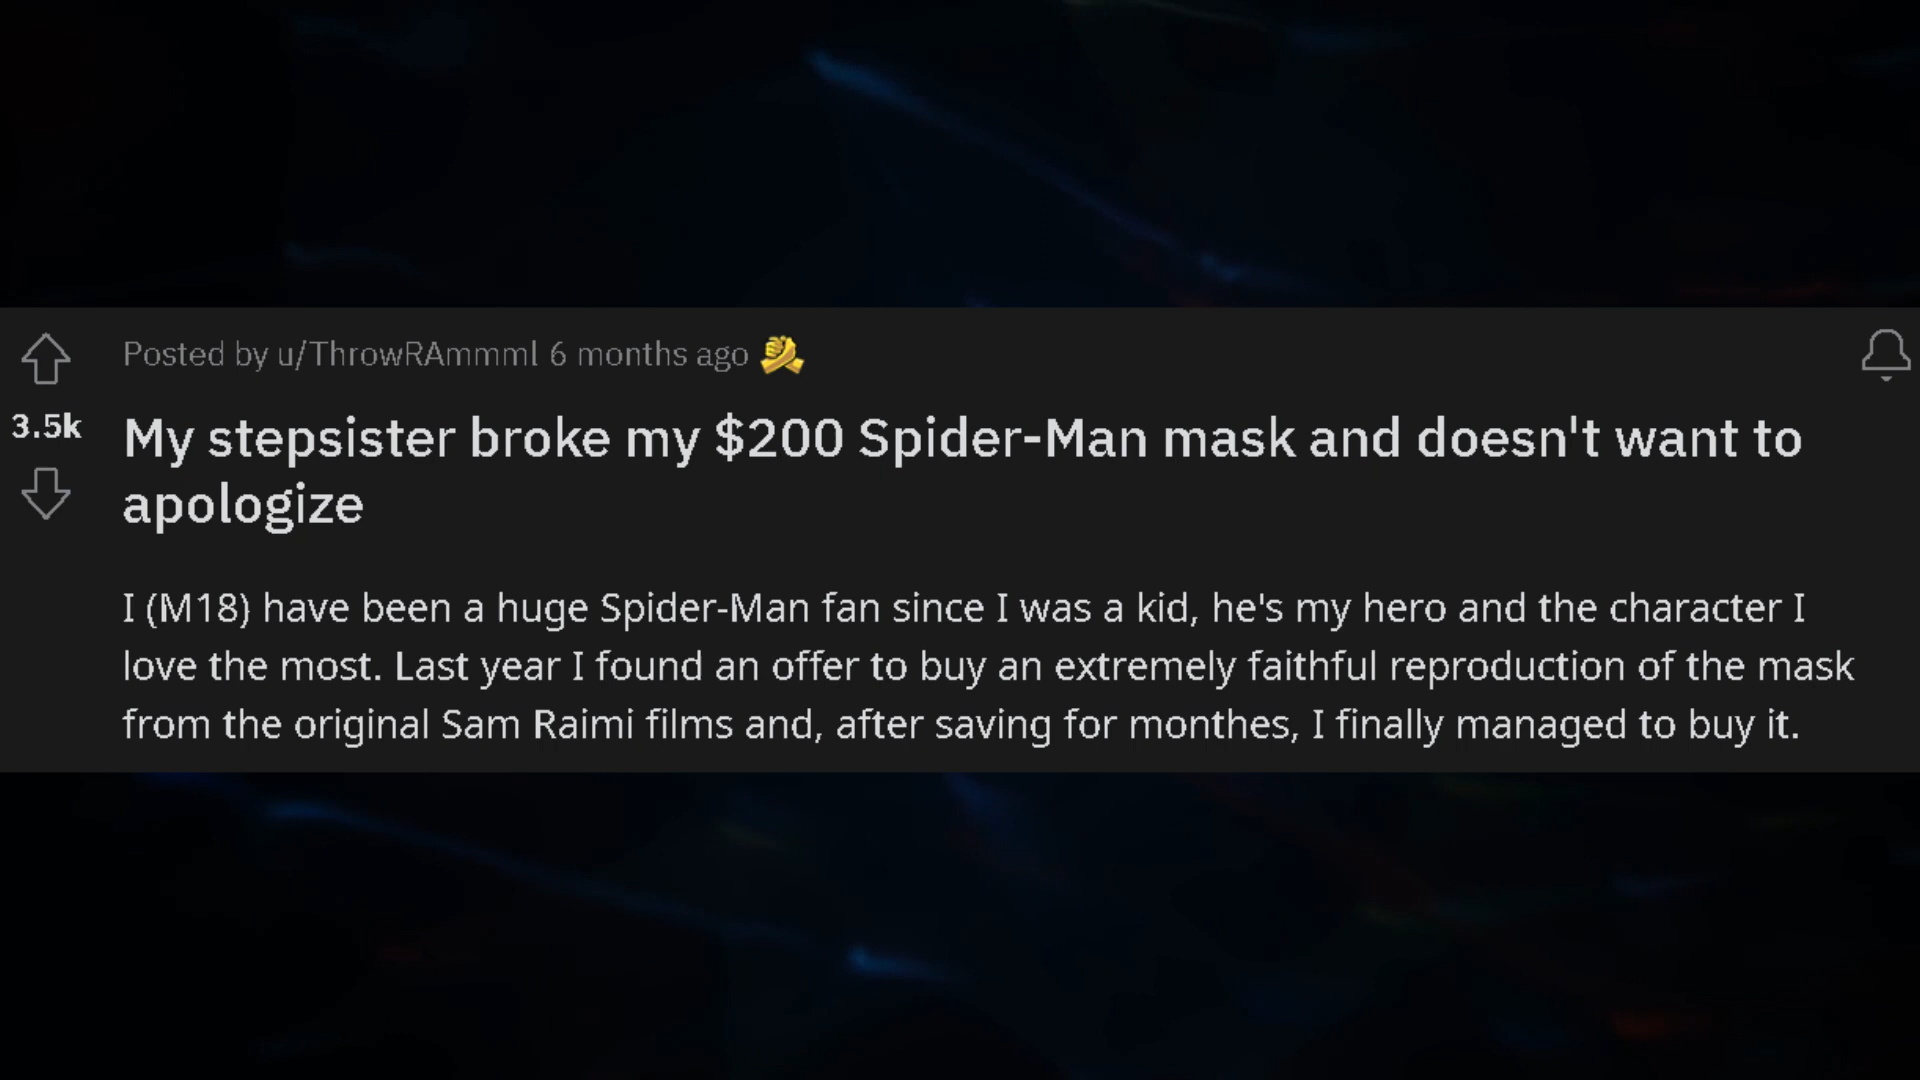 Posted by u/ThrowRAmmml 6 months ago
3.5k
My stepsister broke my $200 Spider-Man mask and doesn't want to
apologize
I (M18) have been a huge Spider-Man fan since I was a kid, he's my hero and the character I
love the most. Last year I found an offer to buy an extremely faithful reproduction of the mask
from the original Sam Raimi films and, after saving for monthes, I finally managed to buy it.